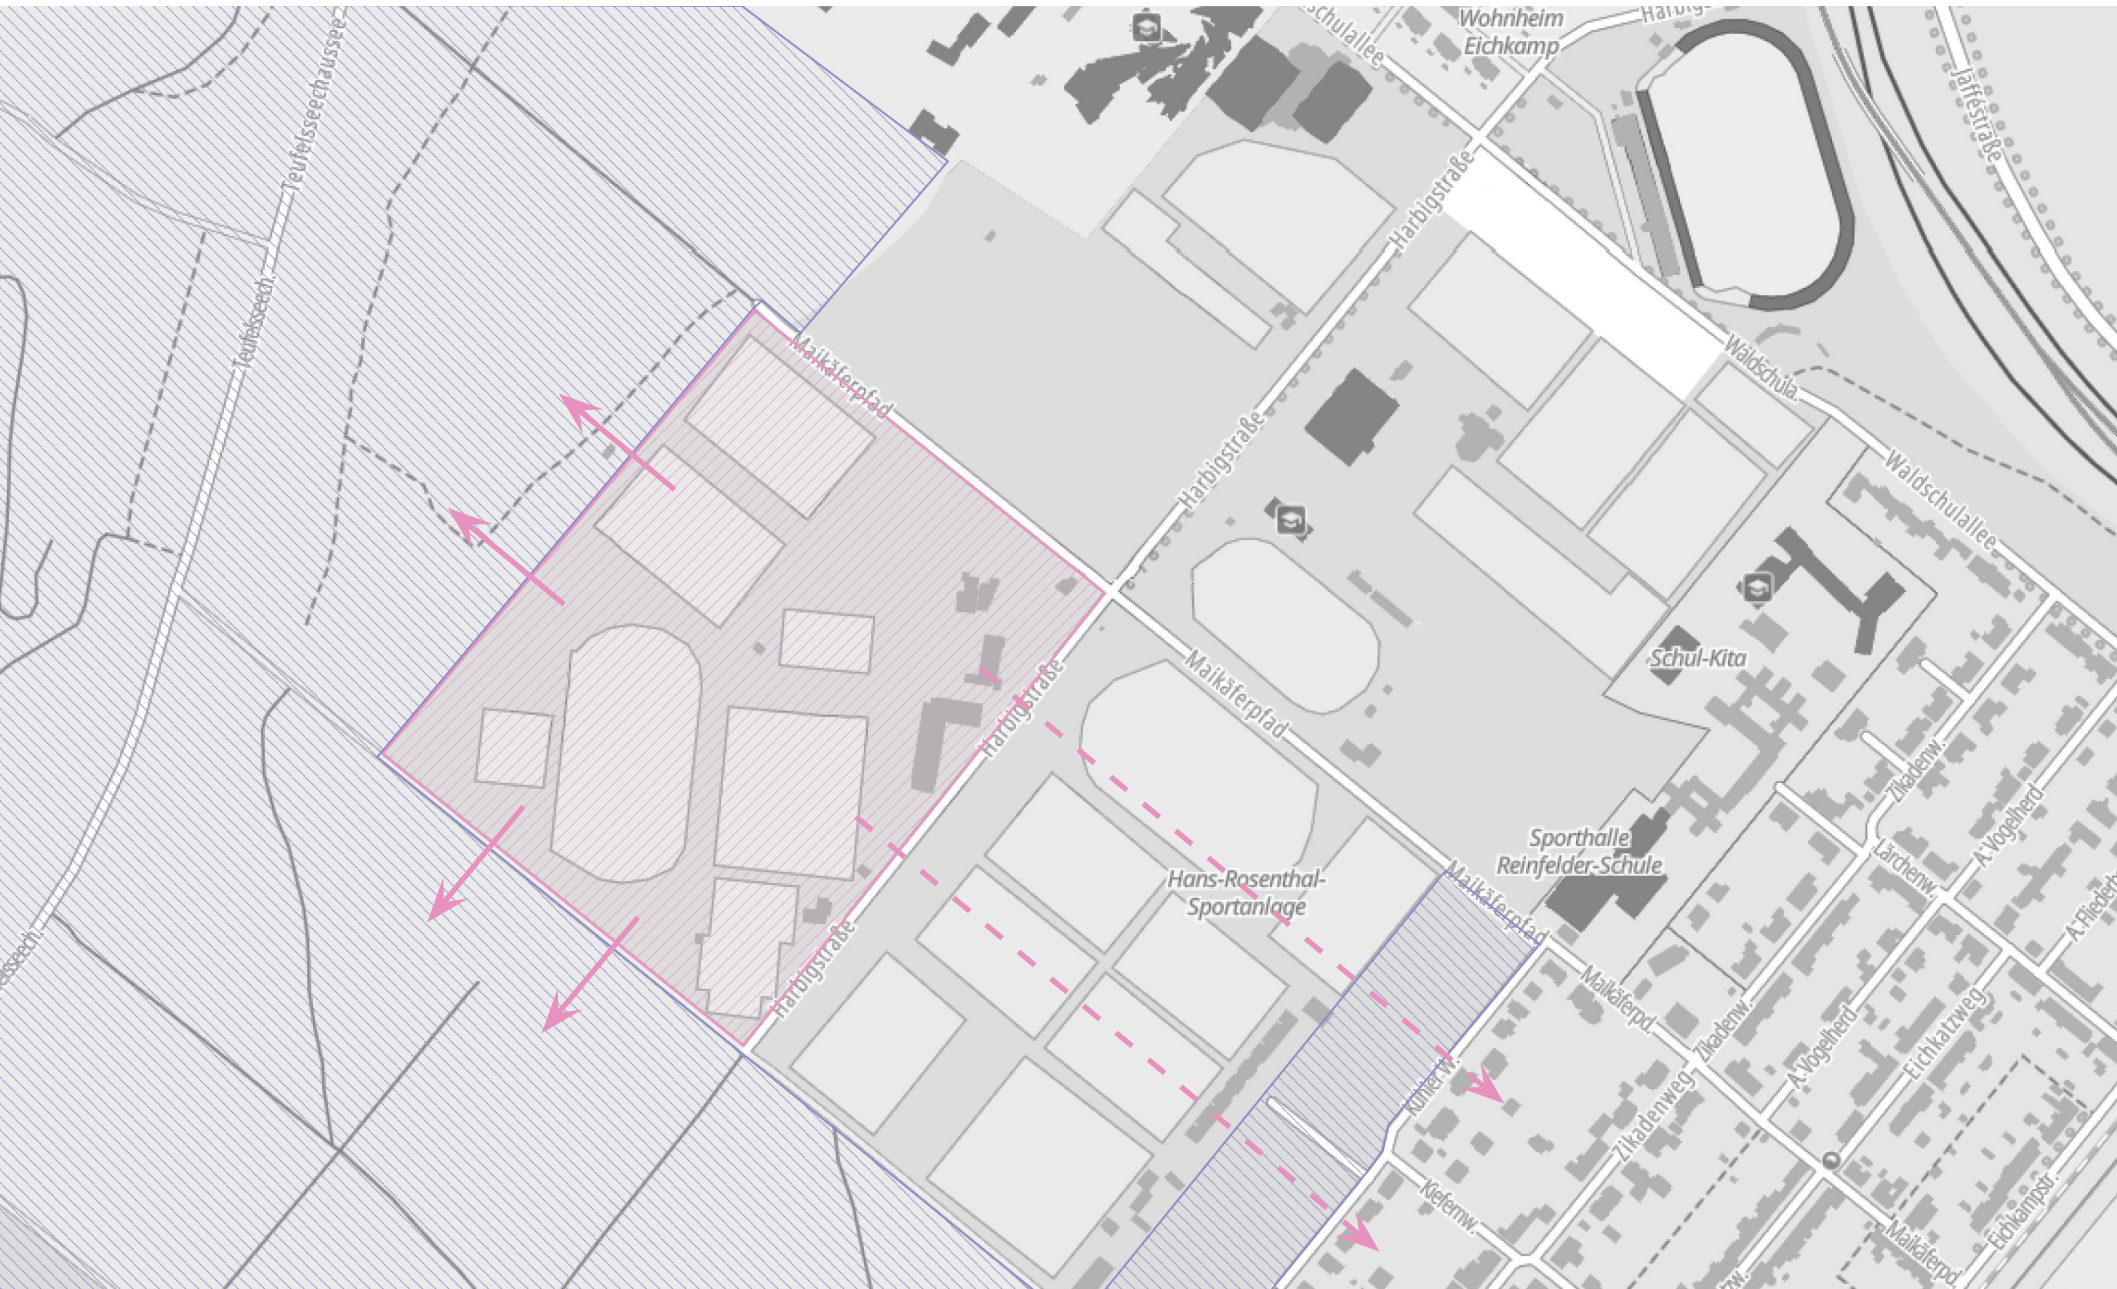 Wohnheim
Eichkamp
Teufelsseechaussee
Jafféstraße
Harbigstraße
Teufelsseech.
Maikäferpfad
Waldschula.
Harbigstraße
Waldschulallee
Schul-Kita
Maikäferpfad
Harbigstraße
Zikadenw.
A. Vogelherd
Sporthalle
Reinfelder-Schule
Lärchenw.
Hans-Rosenthal-
Sportanlage
Maikäferpfad
Harbigstraße
Maikäferpd.
Zikadenw.
A. Vogelherd
Eichkatzweg
Zikadenweg
Kiefernw.
Eichkampstr.
Maikäferpd.